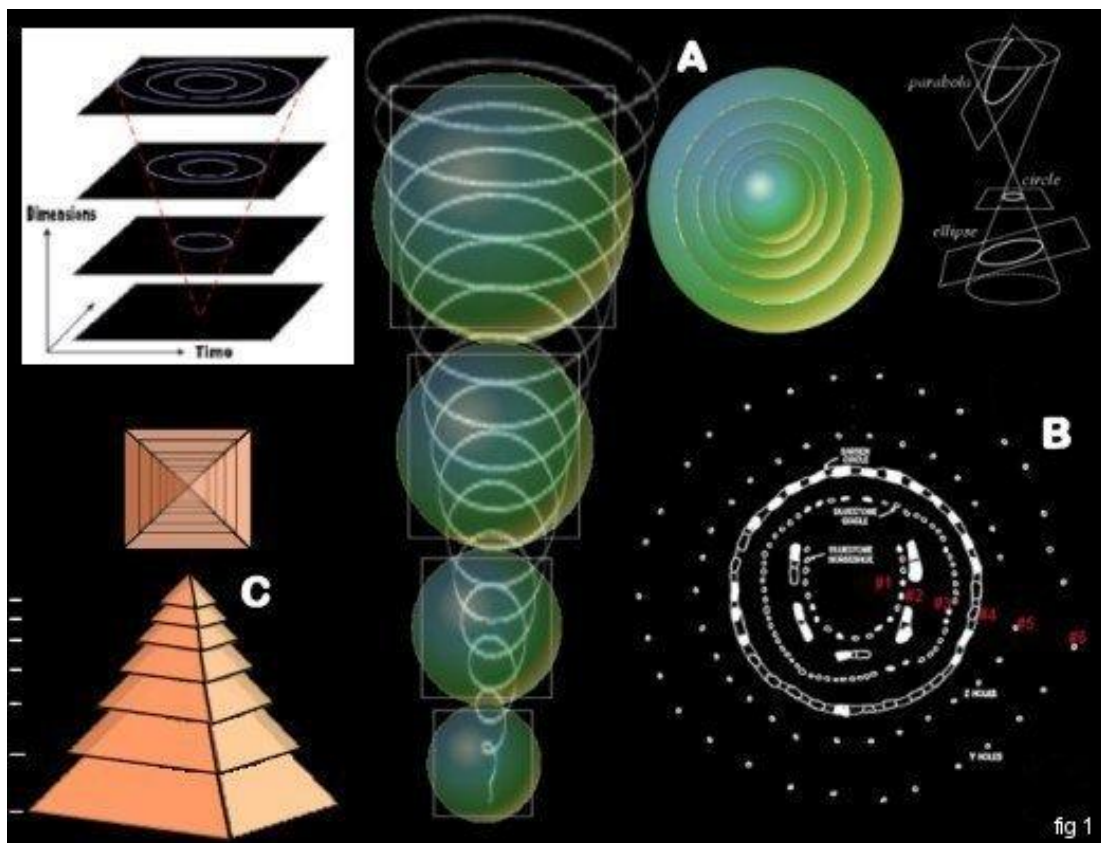 Dimensions
Time
A
parabola
circle
ellipse
B
SARSEN
CIRCLE
BLUESTONE
CIRCLE
BLUESTONE
HORSESHOE
#1
#2
#3
#4
#5
#6
Z HOLES
Y HOLES
C
fig 1